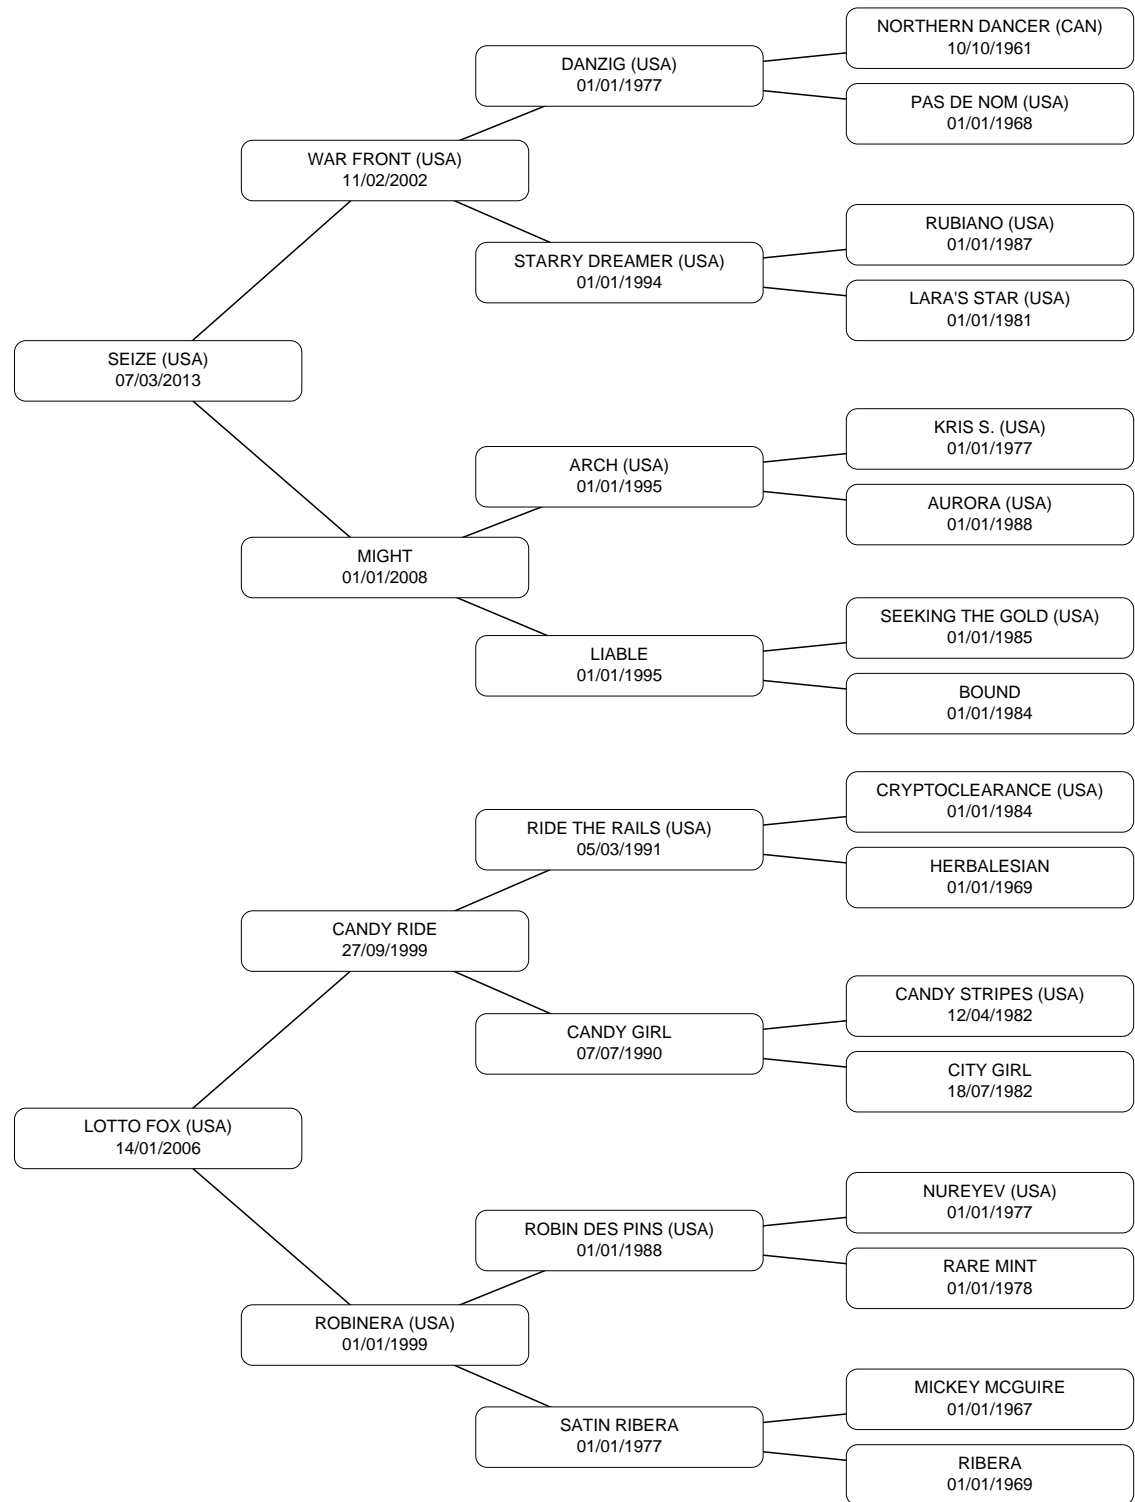 NORTHERN DANCER (CAN)
10/10/1961
DANZIG (USA)
01/01/1977
PAS DE NOM (USA)
01/01/1968
WAR FRONT (USA)
11/02/2002
RUBIANO (USA)
01/01/1987
STARRY DREAMER (USA)
01/01/1994
LARA'S STAR (USA)
01/01/1981
SEIZE (USA)
07/03/2013
KRIS S. (USA)
01/01/1977
ARCH (USA)
01/01/1995
AURORA (USA)
01/01/1988
MIGHT
01/01/2008
SEEKING THE GOLD (USA)
01/01/1985
LIABLE
01/01/1995
BOUND
01/01/1984
CRYPTOCLEARANCE (USA)
01/01/1984
RIDE THE RAILS (USA)
05/03/1991
HERBALESIAN
01/01/1969
CANDY RIDE
27/09/1999
CANDY STRIPES (USA)
12/04/1982
CANDY GIRL
07/07/1990
CITY GIRL
18/07/1982
LOTTO FOX (USA)
14/01/2006
NUREYEV (USA)
01/01/1977
ROBIN DES PINS (USA)
01/01/1988
RARE MINT
01/01/1978
ROBINERA (USA)
01/01/1999
MICKEY MCGUIRE
01/01/1967
SATIN RIBERA
01/01/1977
RIBERA
01/01/1969